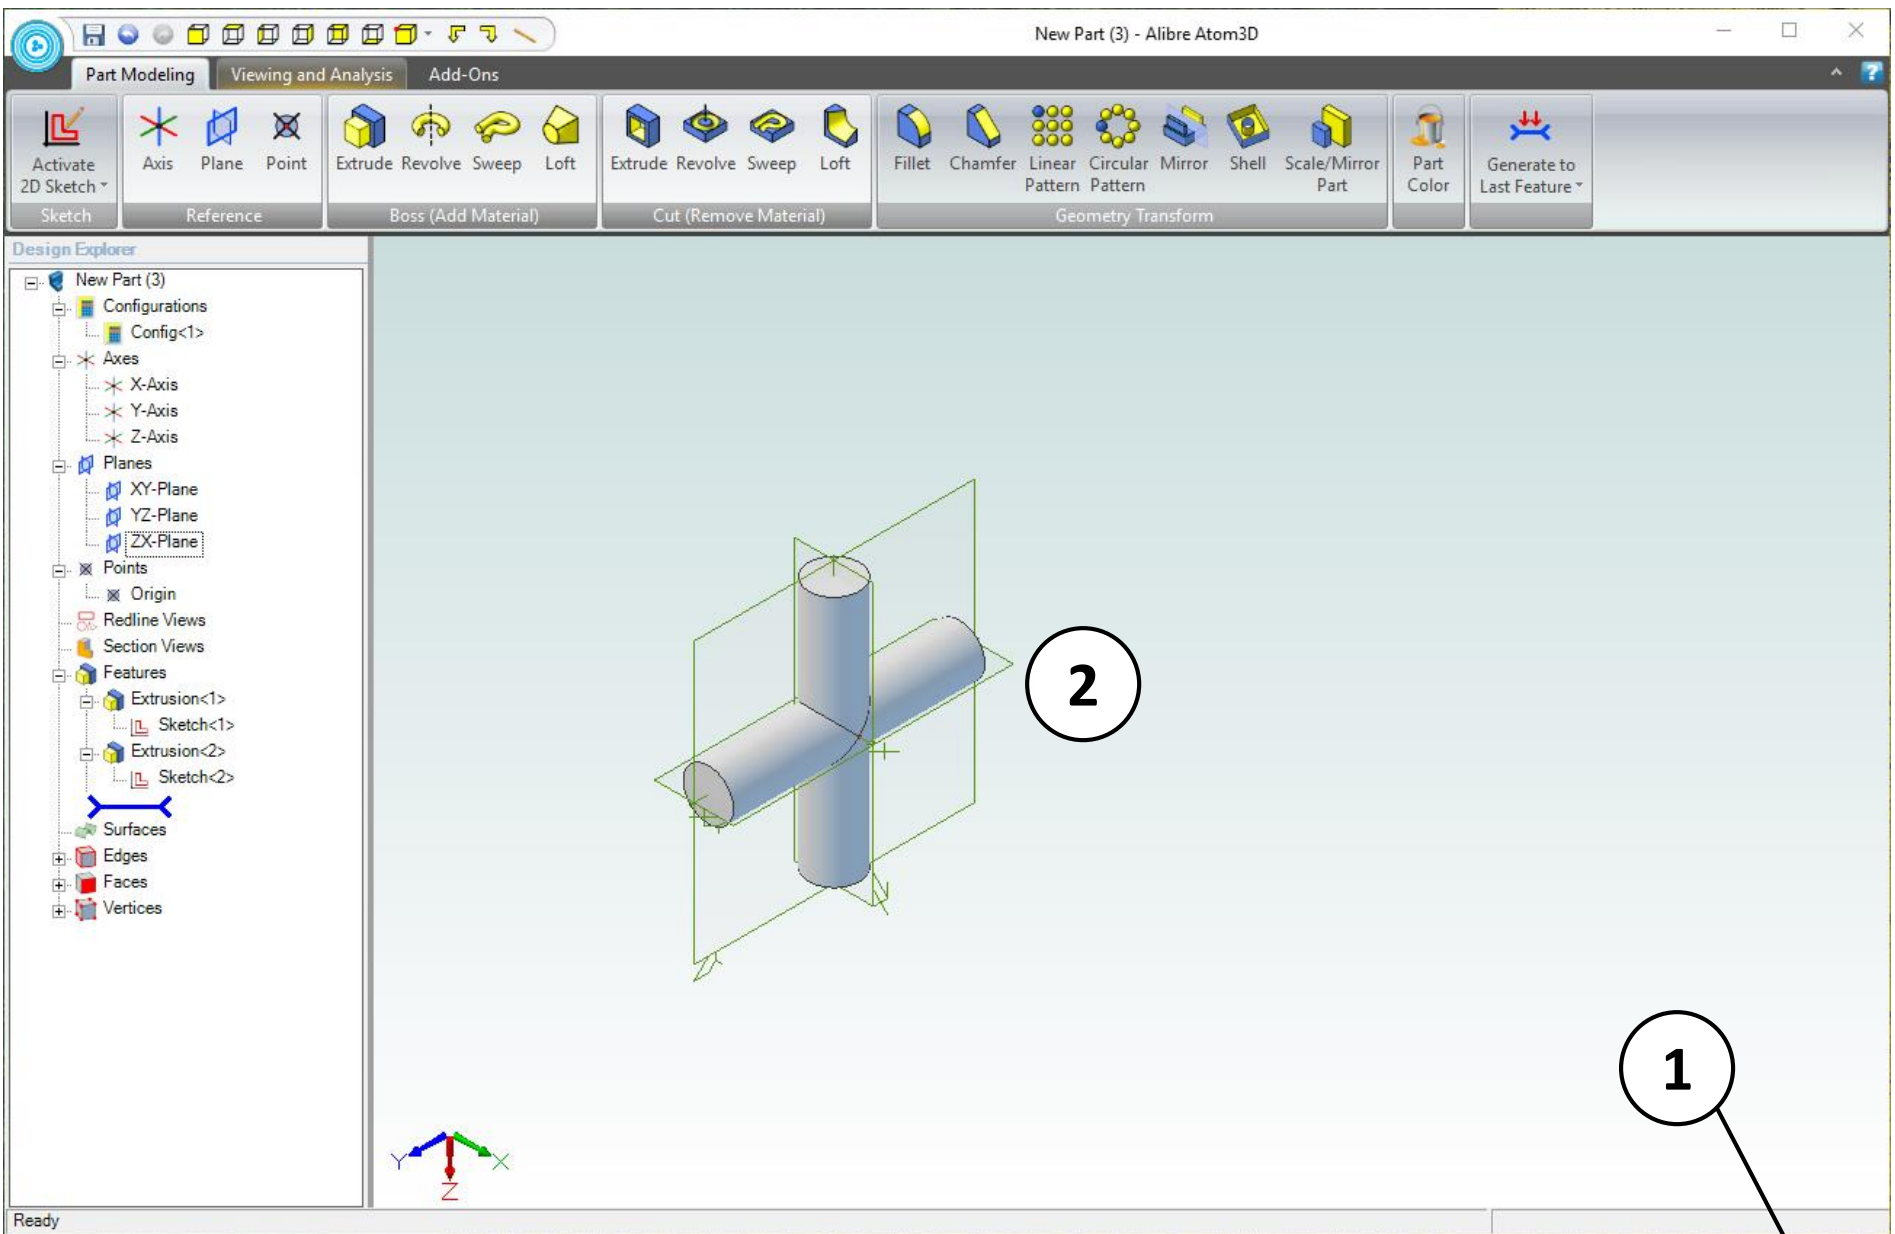 New Part (3) - Alibre Atom3D
Part Modeling Viewing and Analysis Add-Ons
Activate 2D Sketch
Axis Plane Point
Extrude Revolve Sweep Loft
Extrude Revolve Sweep Loft
Fillet Chamfer Linear Pattern Circular Pattern Mirror Shell Scale/Mirror Part
Part Color
Generate to Last Feature
Sketch Reference Boss (Add Material) Cut (Remove Material) Geometry Transform
Design Explorer
New Part (3)
Configurations
Config<1>
Axes
X-Axis
Y-Axis
Z-Axis
Planes
XY-Plane
YZ-Plane
ZX-Plane
Points
Origin
Redline Views
Section Views
Features
Extrusion<1>
Sketch<1>
Extrusion<2>
Sketch<2>
Surfaces
Edges
Faces
Vertices
2
1
Y X
Z
Ready